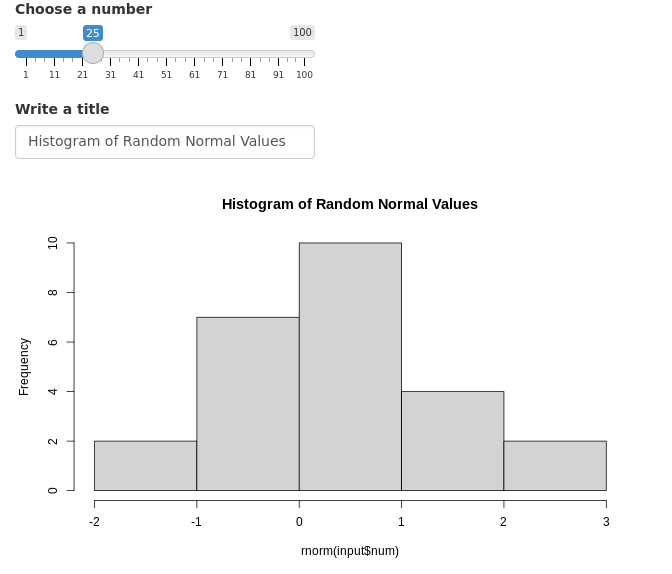 Choose a number
1 25 100
1 11 21 31 41 51 61 71 81 91 100
Write a title
Histogram of Random Normal Values
Histogram of Random Normal Values
10
8
6
4
2
0
Frequency
-2 -1 0 1 2 3
rnorm(input$num)